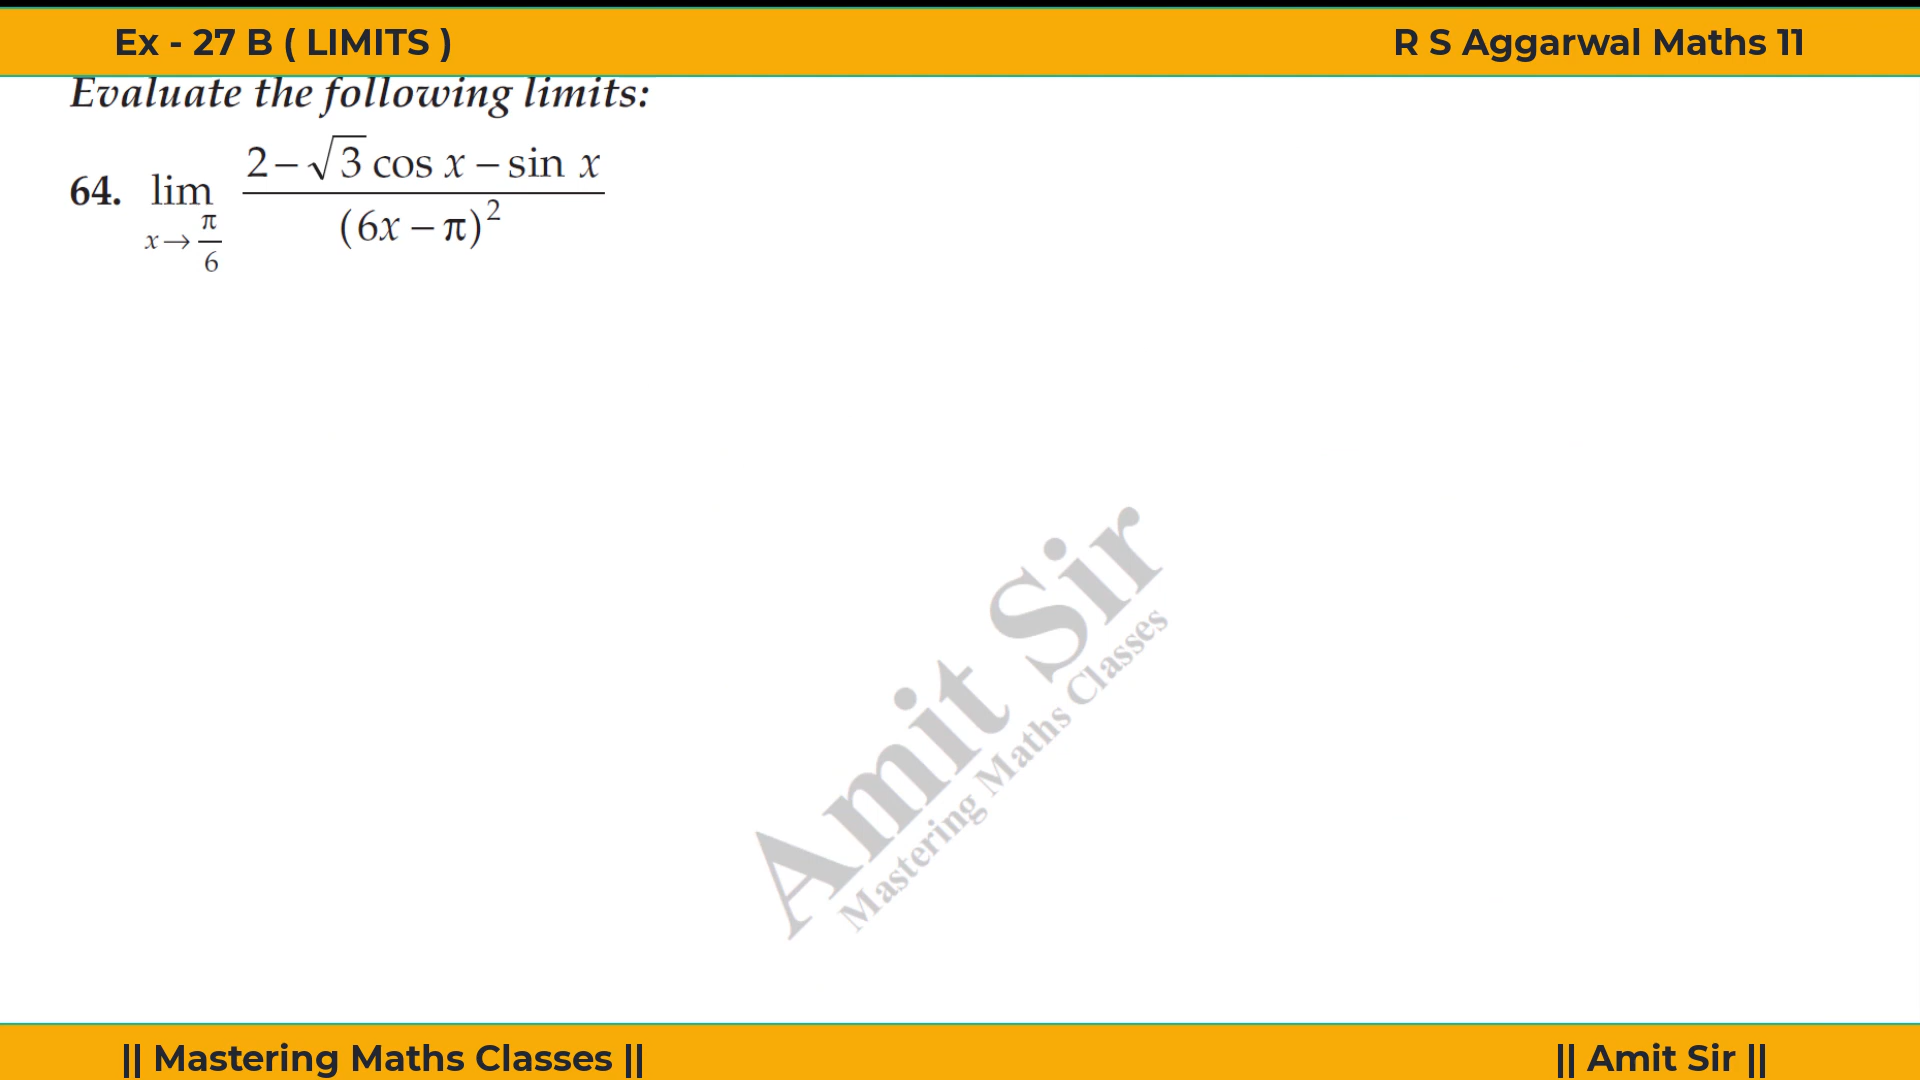 Ex - 27 B ( LIMITS )
R S Aggarwal Maths 11
Evaluate the following limits:
64. lim x→π/6 (2 − √3 cos x − sin x)/(6x − π)²
Amit Sir
Mastering Maths Classes
|| Mastering Maths Classes ||
|| Amit Sir ||